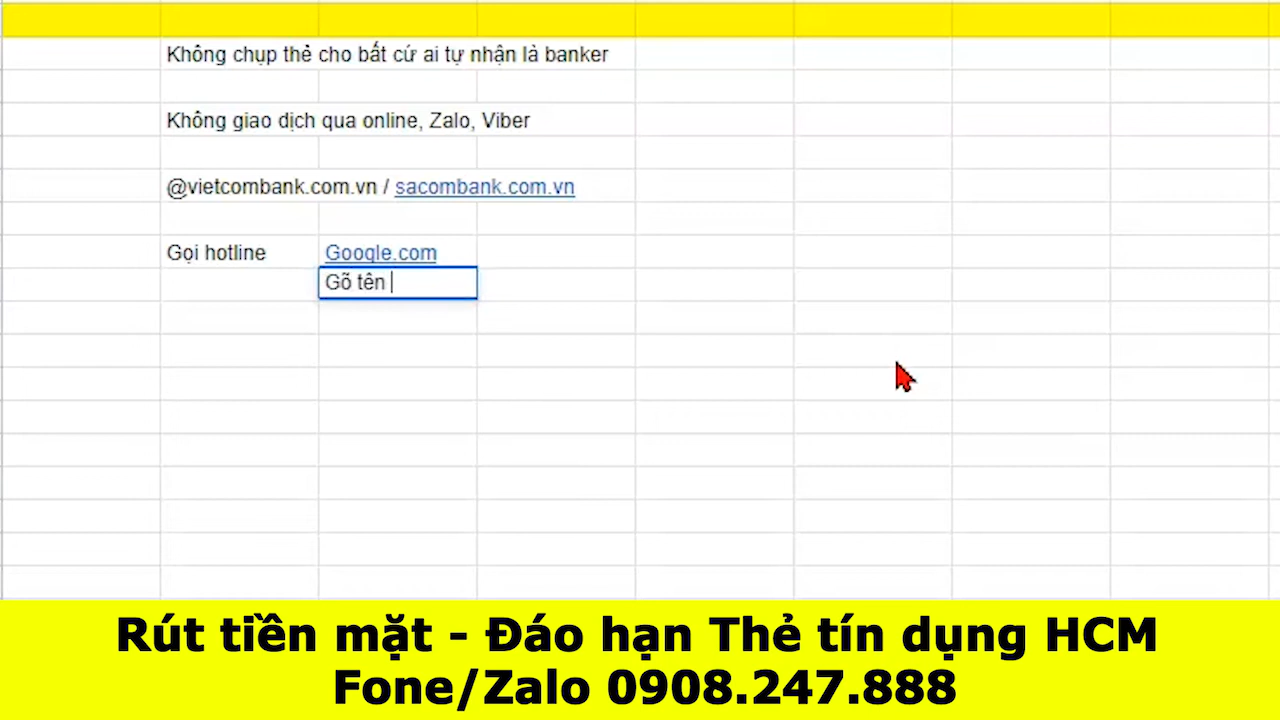 Không chụp thẻ cho bất cứ ai tự nhận là banker
Không giao dịch qua online, Zalo, Viber
@vietcombank.com.vn / sacombank.com.vn
Gọi hotline Google.com
Gõ tên
Rút tiền mặt - Đáo hạn Thẻ tín dụng HCM
Fone/Zalo 0908.247.888